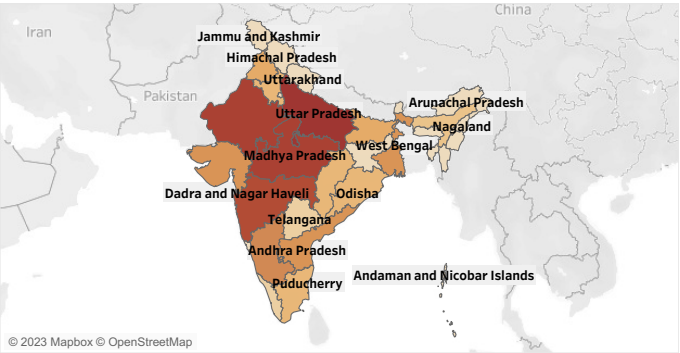 China
Iran
Jammu and Kashmir
Himachal Pradesh
Uttarakhand
Pakistan
Arunachal Pradesh
Uttar Pradesh
Nagaland
West Bengal
Madhya Pradesh
Dadra and Nagar Haveli
Odisha
Telangana
Andhra Pradesh
Andaman and Nicobar Islands
Puducherry
© 2023 Mapbox © OpenStreetMap